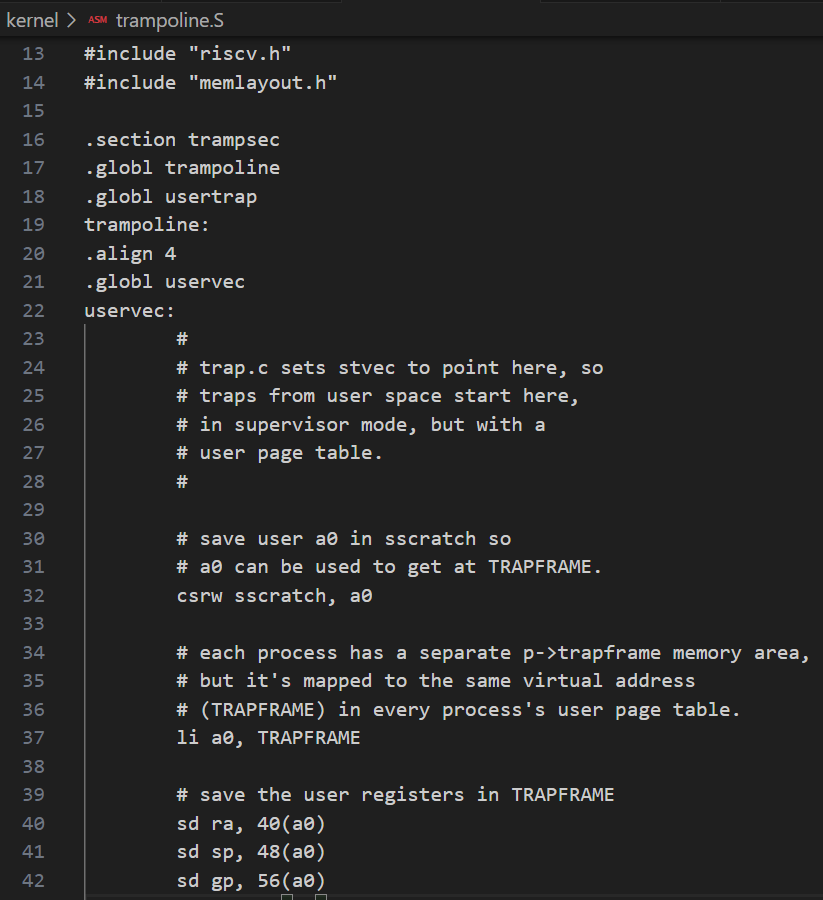 kernel > ASM trampoline.S
13 #include "riscv.h"
14 #include "memlayout.h"
15
16 .section trampsec
17 .globl trampoline
18 .globl usertrap
19 trampoline:
20 .align 4
21 .globl uservec
22 uservec:
23 #
24 # trap.c sets stvec to point here, so
25 # traps from user space start here,
26 # in supervisor mode, but with a
27 # user page table.
28 #
29
30 # save user a0 in sscratch so
31 # a0 can be used to get at TRAPFRAME.
32 csrw sscratch, a0
33
34 # each process has a separate p->trapframe memory area,
35 # but it's mapped to the same virtual address
36 # (TRAPFRAME) in every process's user page table.
37 li a0, TRAPFRAME
38
39 # save the user registers in TRAPFRAME
40 sd ra, 40(a0)
41 sd sp, 48(a0)
42 sd gp, 56(a0)